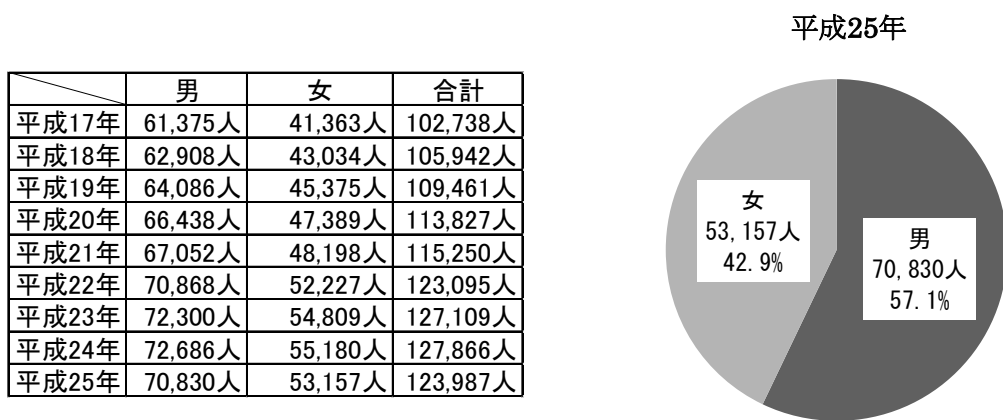 平成25年
男 女 合計
平成17年 61,375人 41,363人 102,738人
平成18年 62,908人 43,034人 105,942人
平成19年 64,086人 45,375人 109,461人
平成20年 66,438人 47,389人 113,827人
平成21年 67,052人 48,198人 115,250人
平成22年 70,868人 52,227人 123,095人
平成23年 72,300人 54,809人 127,109人
平成24年 72,686人 55,180人 127,866人
平成25年 70,830人 53,157人 123,987人
女
53,157人
42.9%
男
70,830人
57.1%